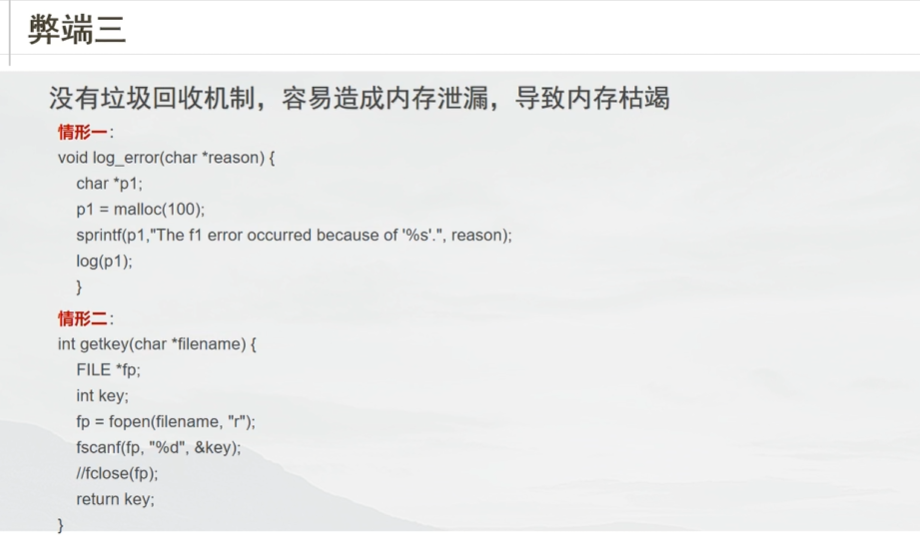 弊端三
没有垃圾回收机制，容易造成内存泄漏，导致内存枯竭
情形一：
void log_error(char *reason) {
char *p1;
p1 = malloc(100);
sprintf(p1,"The f1 error occurred because of '%s'.", reason);
log(p1);
}
情形二：
int getkey(char *filename) {
FILE *fp;
int key;
fp = fopen(filename, "r");
fscanf(fp, "%d", &key);
//fclose(fp);
return key;
}